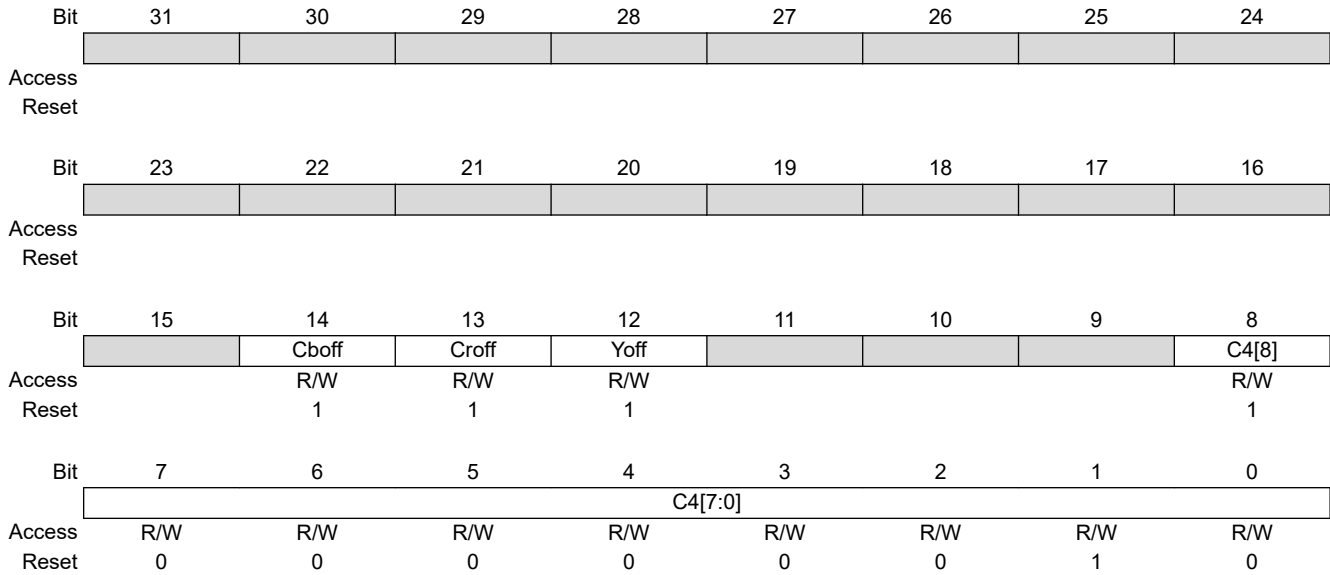 Bit 31 30 29 28 27 26 25 24
Access
Reset
Bit 23 22 21 20 19 18 17 16
Access
Reset
Bit 15 14 13 12 11 10 9 8
Cboff Croff Yoff C4[8]
Access R/W R/W R/W R/W
Reset 1 1 1 1
Bit 7 6 5 4 3 2 1 0
C4[7:0]
Access R/W R/W R/W R/W R/W R/W R/W R/W
Reset 0 0 0 0 0 0 1 0